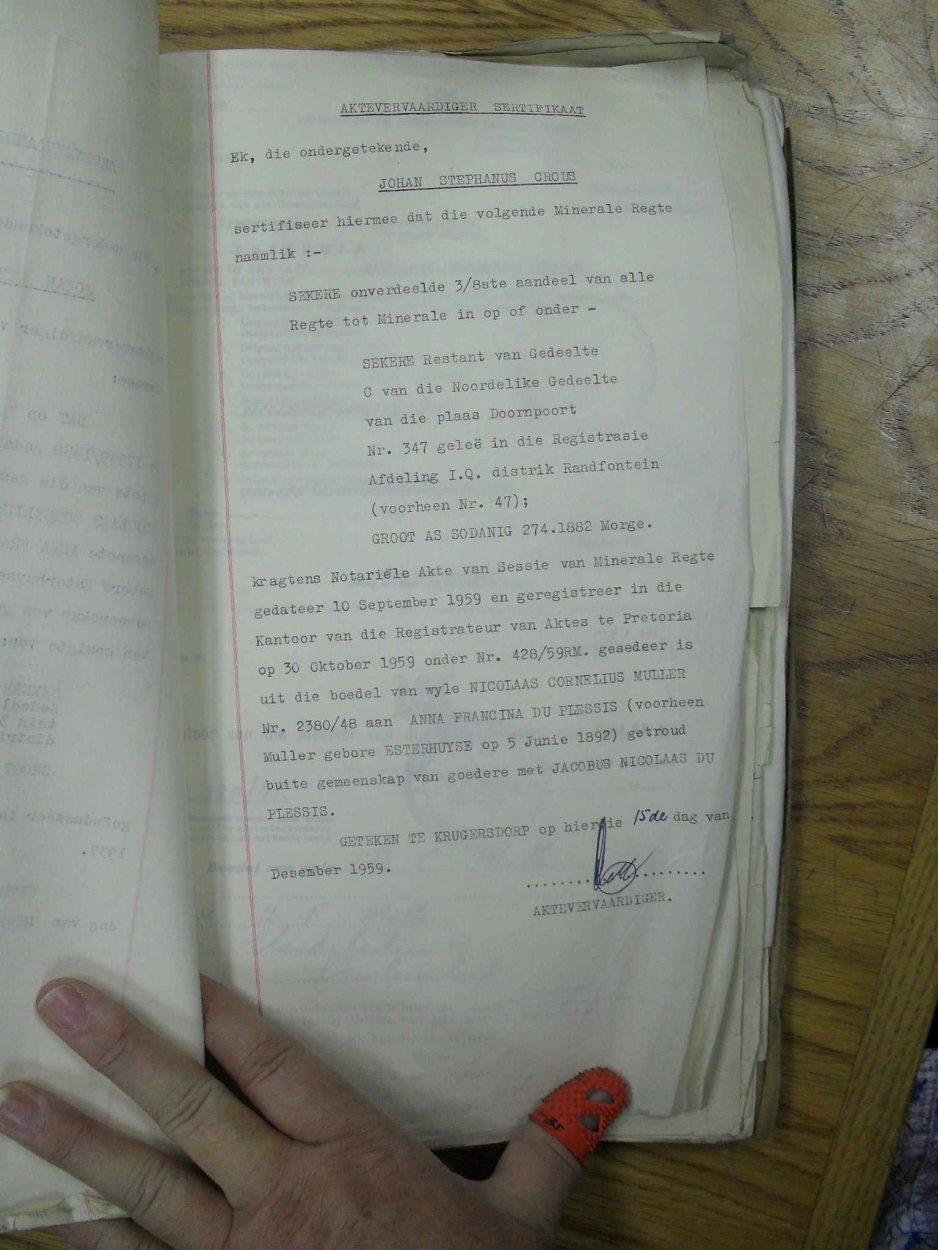 AKTEVERVAARDIGER SERTIFIKAAT
Ek, die ondergetekende,
JOHAN STEPHANUS CROUS
sertifiseer hiermee dat die volgende Minerale Regte
naamlik :-
SEKERE onverdeelde 3/8ste aandeel van alle
Regte tot Minerale in op of onder -
SEKERE Restant van Gedeelte
C van die Noordelike Gedeelte
van die plaas Doornpoort
Nr. 347 geleë in die Registrasie
Afdeling I.Q. distrik Randfontein
(voorheen Nr. 47);
GROOT AS SODANIG 274.1882 Morge.
kragtens Notariële Akte van Sessie van Minerale Regte
gedateer 10 September 1959 en geregistreer in die
Kantoor van die Registrateur van Aktes te Pretoria
op 30 Oktober 1959 onder Nr. 428/59RM. gesedeer is
uit die boedel van wyle NICOLAAS CORNELIUS MULLER
Nr. 2380/48 aan ANNA FRANCINA DU PLESSIS (voorheen
Muller gebore ESTERHUYSE op 5 Junie 1892) getroud
buite gemeenskap van goedere met JACOBUS NICOLAAS DU
PLESSIS.
GETEKEN TE KRUGERSDORP op hierdie 15de dag van
Desember 1959.
AKTEVERVAARDIGER.